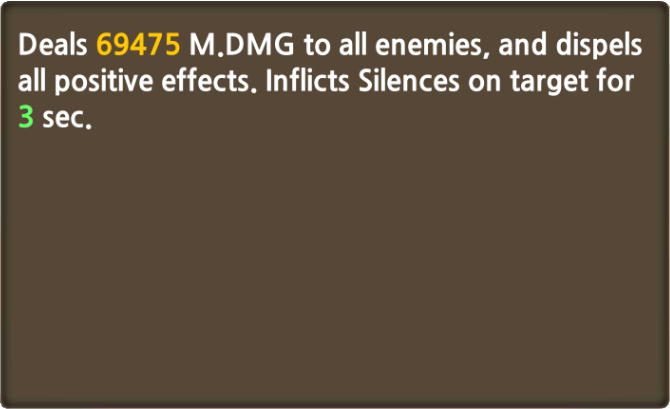 Deals 69475 M.DMG to all enemies, and dispels
all positive effects. Inflicts Silences on target for
3 sec.